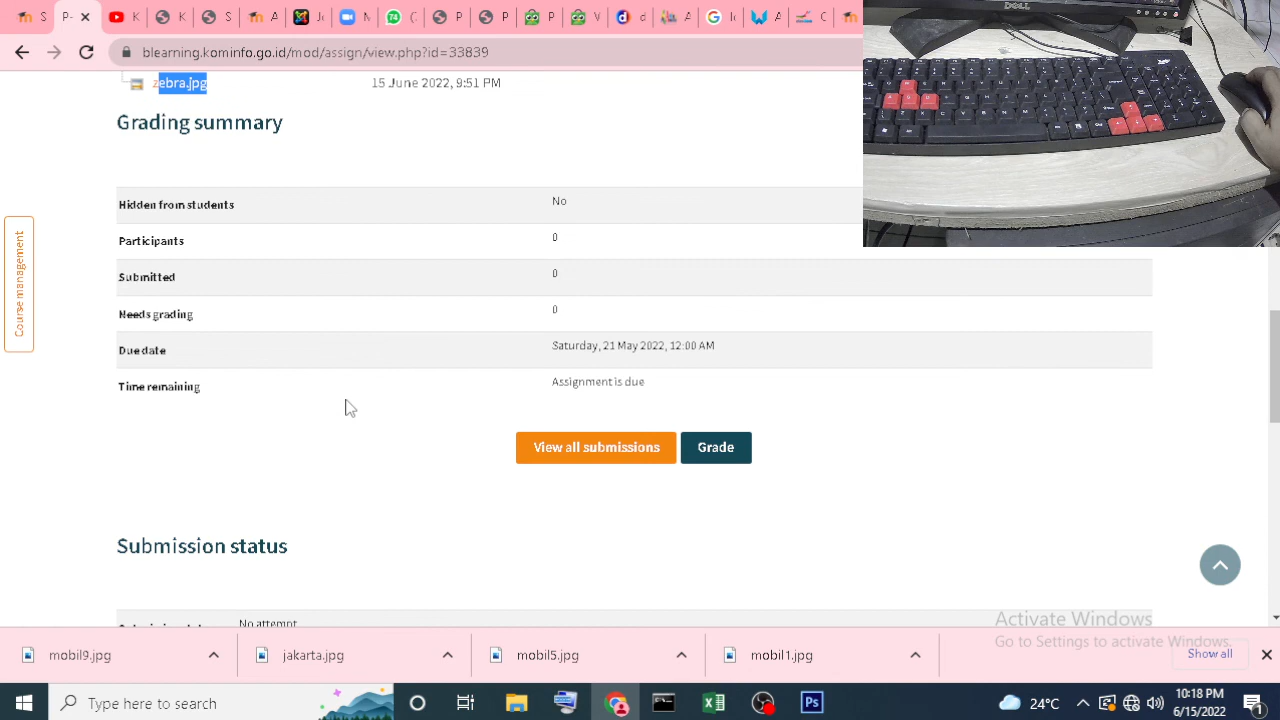 74
blearning.kominfo.go.id/mod/assign/view.php?id=33839
DELL
zebra.jpg 15 June 2022, 9:51 PM
Grading summary
Hidden from students No
Participants 0
Submitted 0
Needs grading 0
Due date Saturday, 21 May 2022, 12:00 AM
Time remaining Assignment is due
Course management
View all submissions Grade
Submission status
No attempt
Activate Windows
Go to Settings to activate Windows.
mobil9.jpg jakarta.jpg mobil5.jpg mobil1.jpg Show all
Type here to search 24°C 10:18 PM
6/15/2022